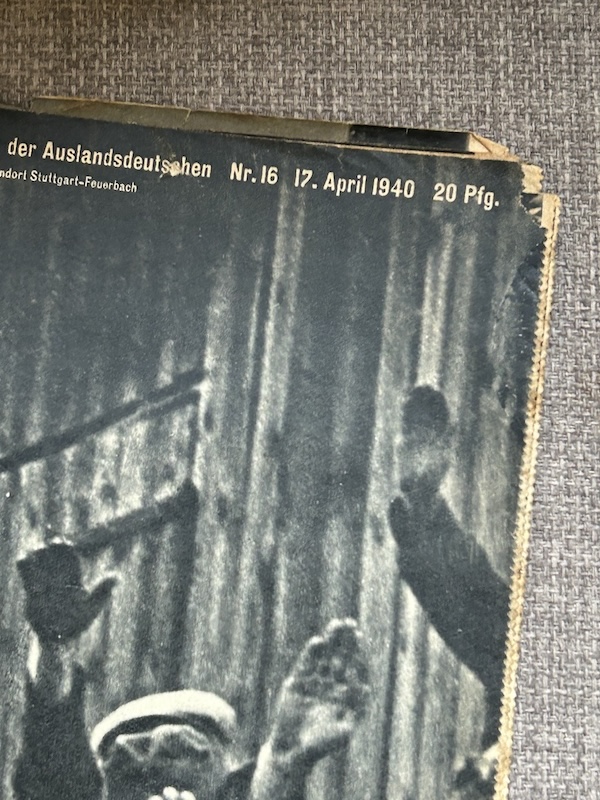 der Auslandsdeutschen Nr. 16 17. April 1940 20 Pfg.
Stuttgart-Feuerbach